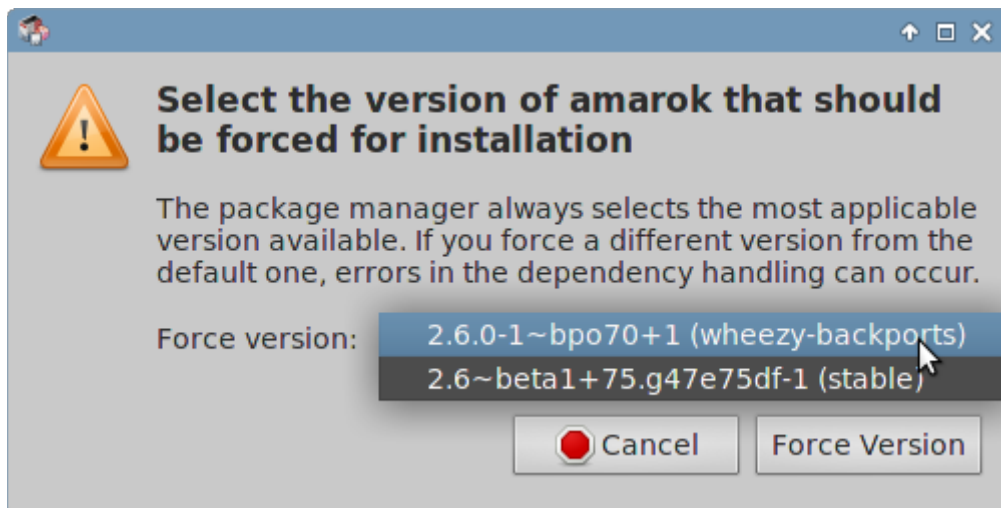 Select the version of amarok that should
be forced for installation
The package manager always selects the most applicable
version available. If you force a different version from the
default one, errors in the dependency handling can occur.
Force version:
2.6.0-1~bpo70+1 (wheezy-backports)
2.6~beta1+75.g47e75df-1 (stable)
Cancel
Force Version